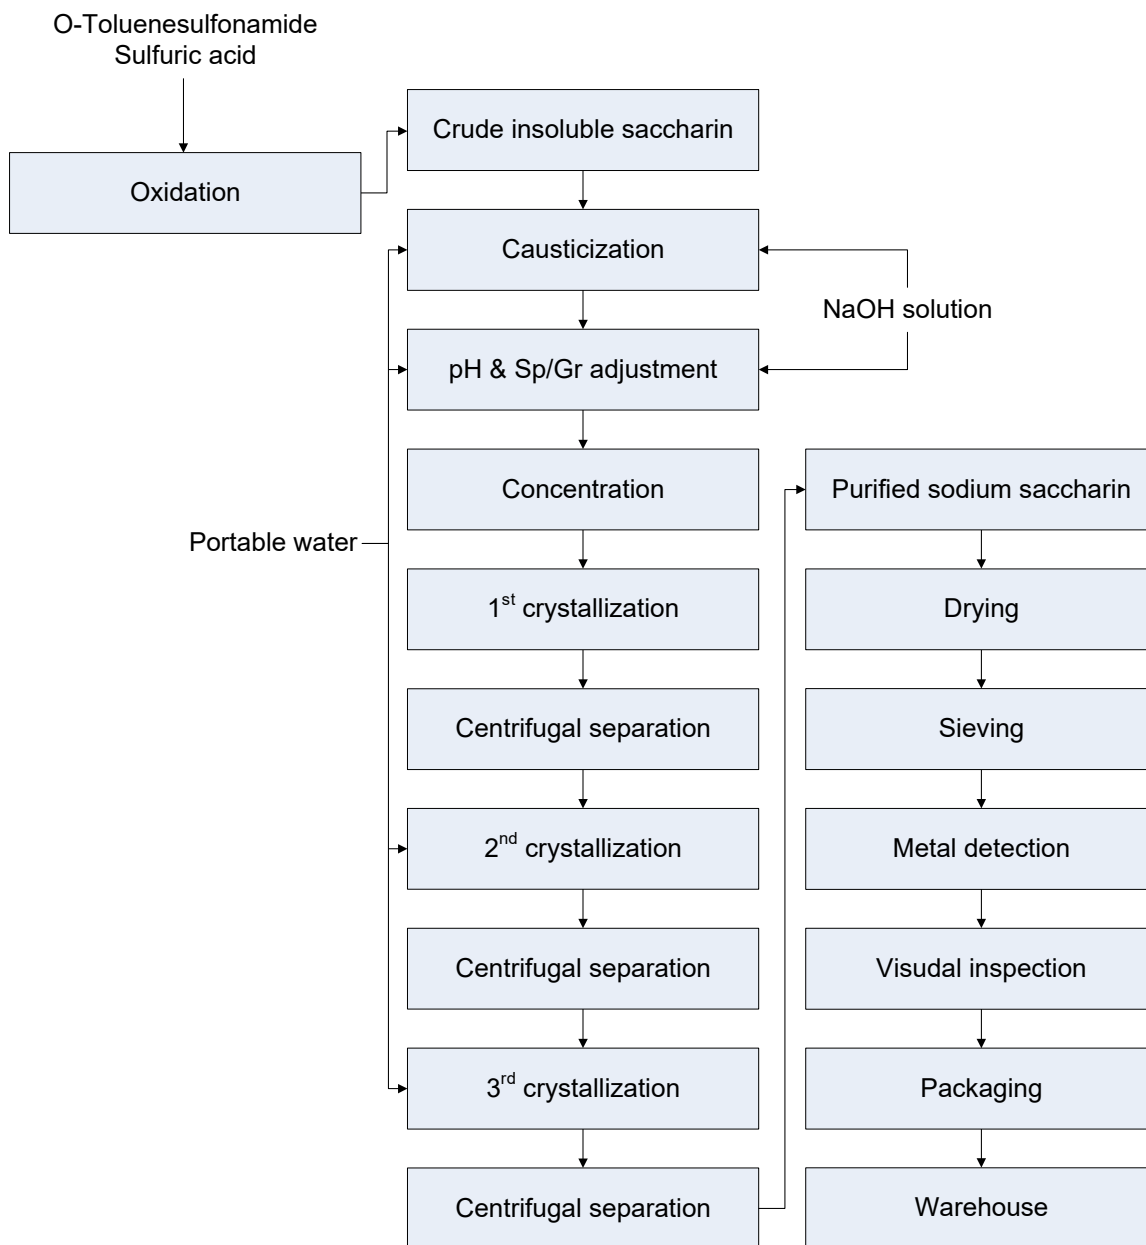 O-Toluenesulfonamide
Sulfuric acid
Oxidation
Crude insoluble saccharin
Causticization
NaOH solution
pH & Sp/Gr adjustment
Concentration
Portable water
1st crystallization
Centrifugal separation
2nd crystallization
Centrifugal separation
3rd crystallization
Centrifugal separation
Purified sodium saccharin
Drying
Sieving
Metal detection
Visudal inspection
Packaging
Warehouse